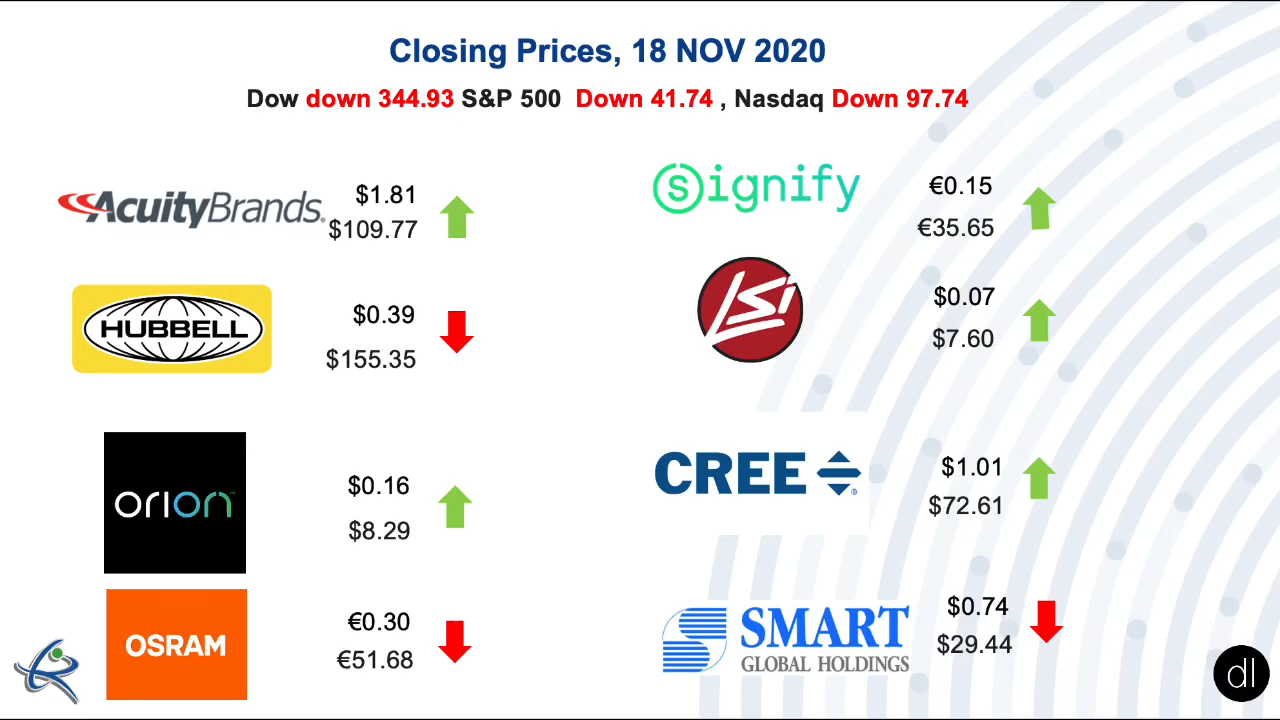 Closing Prices, 18 NOV 2020
Dow down 344.93 S&P 500 Down 41.74 , Nasdaq Down 97.74
AcuityBrands®
$1.81
$109.77
Signify
€0.15
€35.65
HUBBELL
$0.39
$155.35
LSI
$0.07
$7.60
orion™
$0.16
$8.29
CREE®
$1.01
$72.61
OSRAM
€0.30
€51.68
SMART
GLOBAL HOLDINGS
$0.74
$29.44
dl